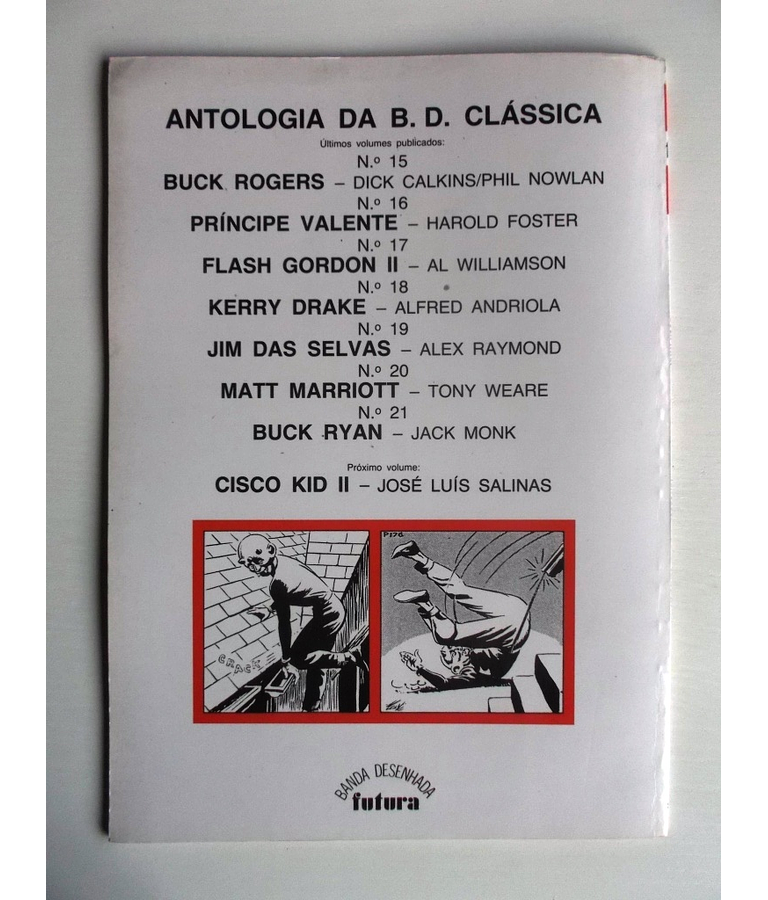 ANTOLOGIA DA B. D. CLÁSSICA
Últimos volumes publicados:
N.º 15
BUCK ROGERS – DICK CALKINS/PHIL NOWLAN
N.º 16
PRÍNCIPE VALENTE – HAROLD FOSTER
N.º 17
FLASH GORDON II – AL WILLIAMSON
N.º 18
KERRY DRAKE – ALFRED ANDRIOLA
N.º 19
JIM DAS SELVAS – ALEX RAYMOND
N.º 20
MATT MARRIOTT – TONY WEARE
N.º 21
BUCK RYAN – JACK MONK
Próximo volume:
CISCO KID II – JOSÉ LUÍS SALINAS
CRACK
BANDA DESENHADA
futura